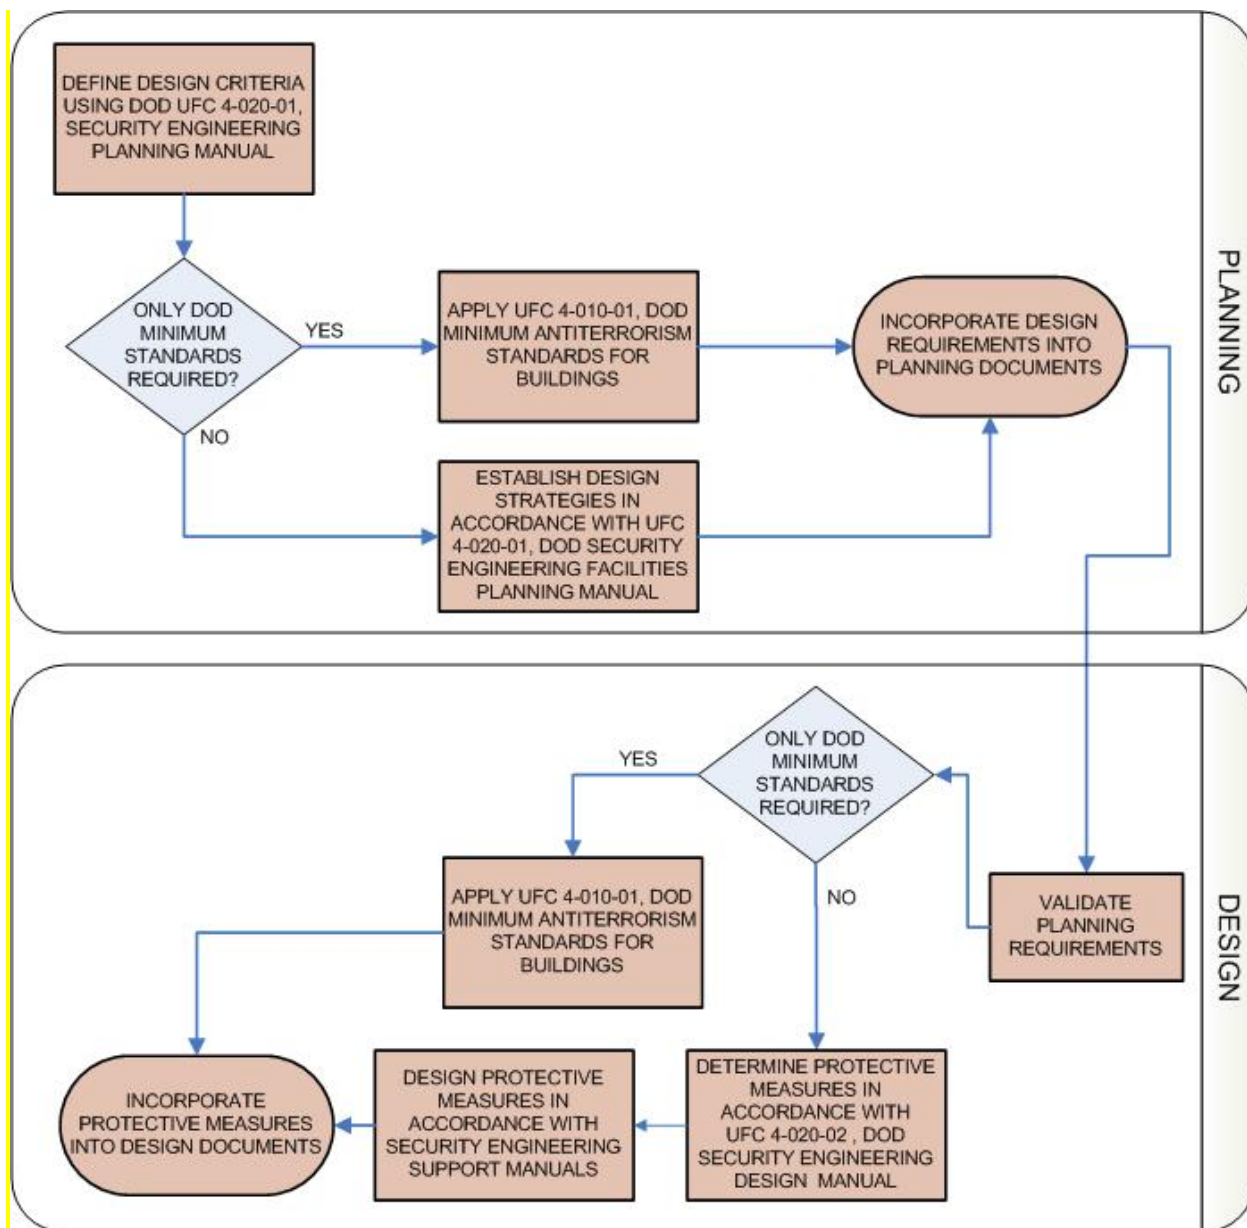 DEFINE DESIGN CRITERIA
USING DOD UFC 4-020-01,
SECURITY ENGINEERING
PLANNING MANUAL
ONLY DOD
MINIMUM
STANDARDS
REQUIRED?
YES
NO
APPLY UFC 4-010-01, DOD
MINIMUM ANTITERRORISM
STANDARDS FOR
BUILDINGS
INCORPORATE DESIGN
REQUIREMENTS INTO
PLANNING DOCUMENTS
ESTABLISH DESIGN
STRATEGIES IN
ACCORDANCE WITH UFC
4-020-01, DOD SECURITY
ENGINEERING FACILITIES
PLANNING MANUAL
PLANNING
ONLY DOD
MINIMUM
STANDARDS
REQUIRED?
YES
NO
APPLY UFC 4-010-01, DOD
MINIMUM ANTITERRORISM
STANDARDS FOR
BUILDINGS
VALIDATE
PLANNING
REQUIREMENTS
INCORPORATE
PROTECTIVE MEASURES
INTO DESIGN DOCUMENTS
DESIGN PROTECTIVE
MEASURES IN
ACCORDANCE WITH
SECURITY ENGINEERING
SUPPORT MANUALS
DETERMINE PROTECTIVE
MEASURES IN
ACCORDANCE WITH
UFC 4-020-02 , DOD
SECURITY ENGINEERING
DESIGN MANUAL
DESIGN